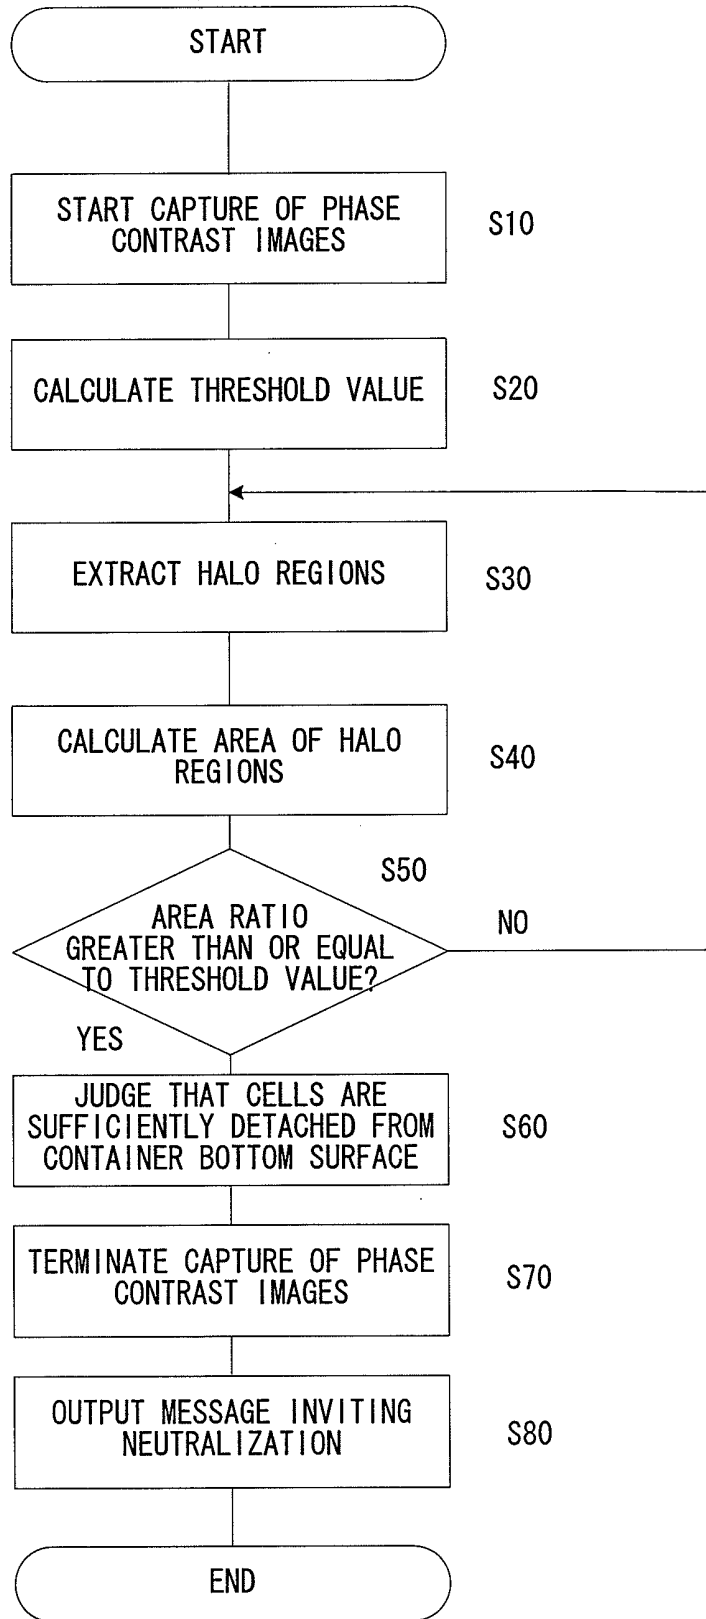 START
START CAPTURE OF PHASE
CONTRAST IMAGES
S10
CALCULATE THRESHOLD VALUE
S20
EXTRACT HALO REGIONS
S30
CALCULATE AREA OF HALO
REGIONS
S40
S50
AREA RATIO
GREATER THAN OR EQUAL
TO THRESHOLD VALUE?
NO
YES
JUDGE THAT CELLS ARE
SUFFICIENTLY DETACHED FROM
CONTAINER BOTTOM SURFACE
S60
TERMINATE CAPTURE OF PHASE
CONTRAST IMAGES
S70
OUTPUT MESSAGE INVITING
NEUTRALIZATION
S80
END